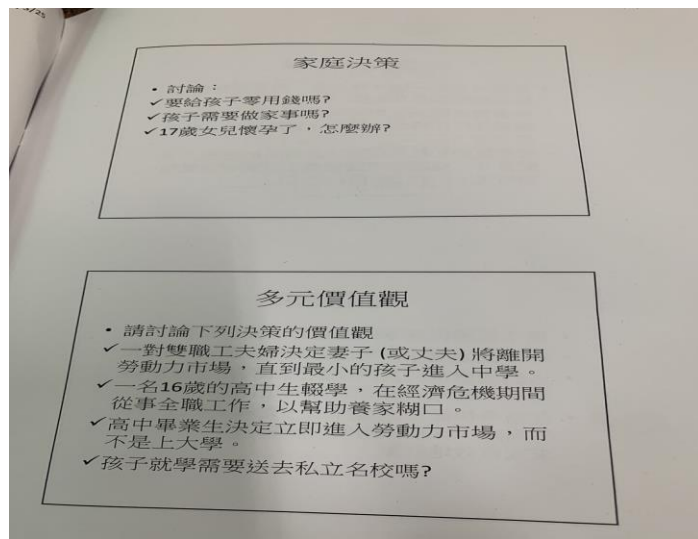 3/25
家庭決策
• 討論：
✓要給孩子零用錢嗎?
✓孩子需要做家事嗎?
✓17歲女兒懷孕了，怎麼辦?
多元價值觀
• 請討論下列決策的價值觀
✓一對雙職工夫婦決定妻子 (或丈夫) 將離開
勞動力市場，直到最小的孩子進入中學。
✓一名16歲的高中生輟學，在經濟危機期間
從事全職工作，以幫助養家糊口。
✓高中畢業生決定立即進入勞動力市場，而
不是上大學。
✓孩子就學需要送去私立名校嗎?